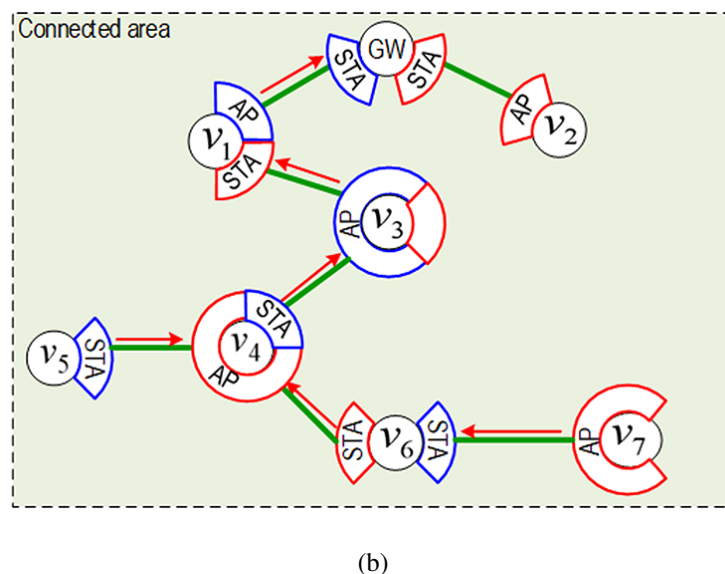 Connected area
STA
GW
STA
AP
AP
v1
v2
STA
AP
v3
STA
v5
STA
v4
AP
STA
v6
STA
AP
v7
(b)